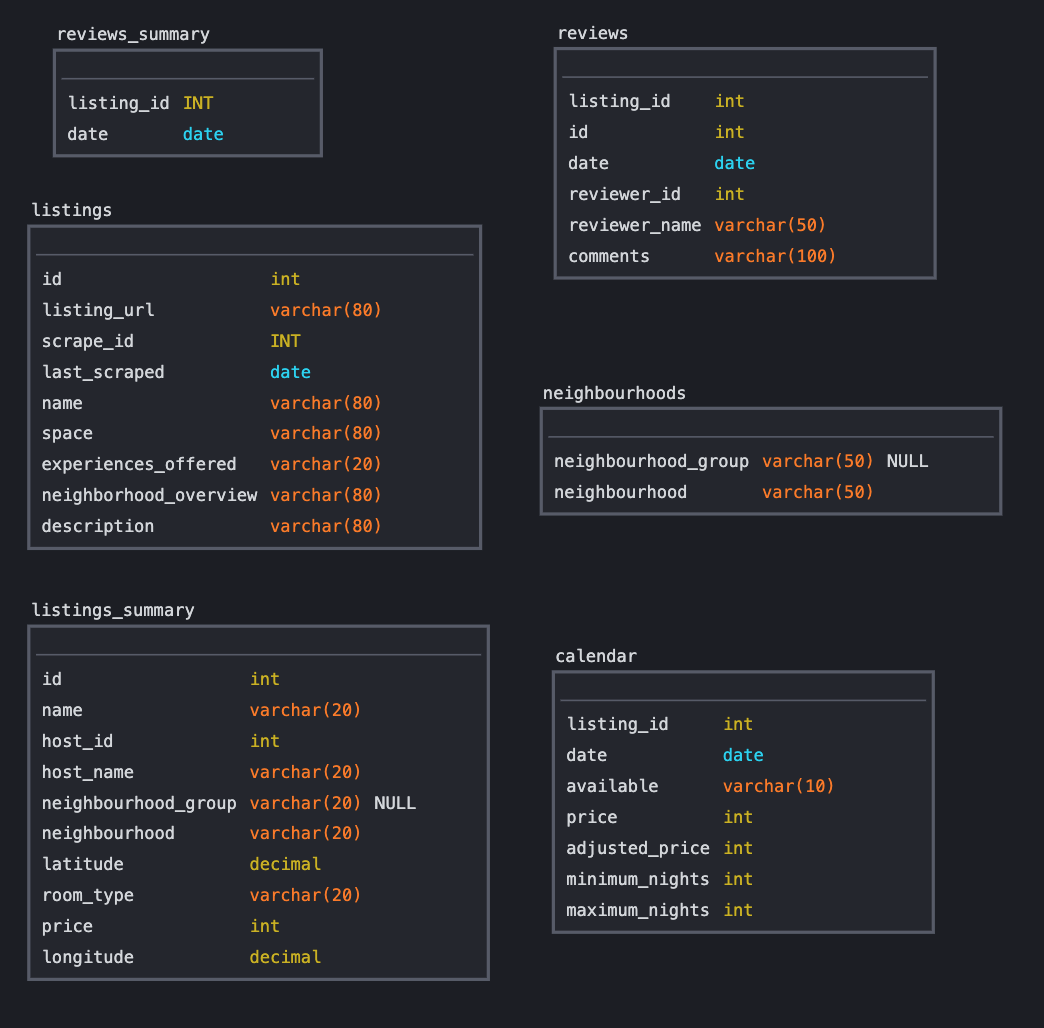 reviews_summary
listing_id INT
date date
listings
id int
listing_url varchar(80)
scrape_id INT
last_scraped date
name varchar(80)
space varchar(80)
experiences_offered varchar(20)
neighborhood_overview varchar(80)
description varchar(80)
listings_summary
id int
name varchar(20)
host_id int
host_name varchar(20)
neighbourhood_group varchar(20) NULL
neighbourhood varchar(20)
latitude decimal
room_type varchar(20)
price int
longitude decimal
reviews
listing_id int
id int
date date
reviewer_id int
reviewer_name varchar(50)
comments varchar(100)
neighbourhoods
neighbourhood_group varchar(50) NULL
neighbourhood varchar(50)
calendar
listing_id int
date date
available varchar(10)
price int
adjusted_price int
minimum_nights int
maximum_nights int